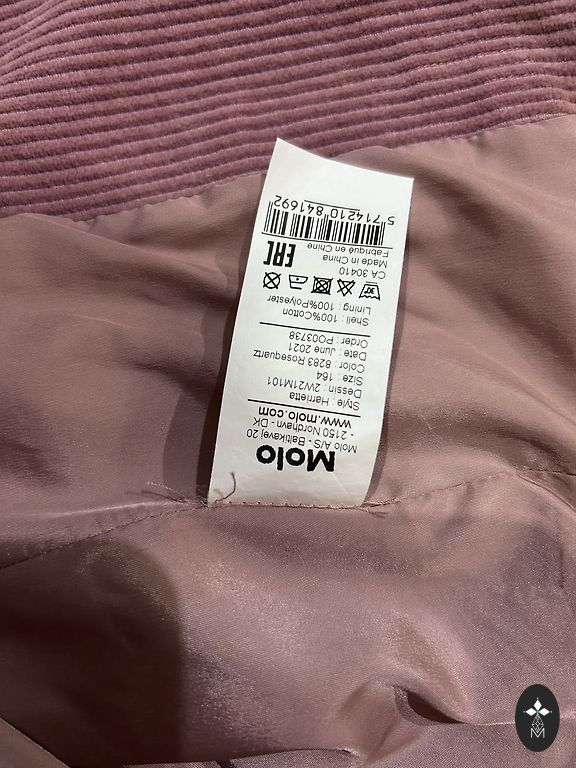 Molo
Molo A/S - Baltikavej 20
- 2150 Nordhavn - DK
www.molo.com
Style : Harrietta
Dessin : 2W21M101
Size : 164
Color : 8283 Rosequartz
Date : June 2021
Order : PO03738
Shell : 100%Cotton
Lining : 100%Polyester
CA 30410
Made in China
Fabriqué en Chine
EAC
5 714210 841692
M